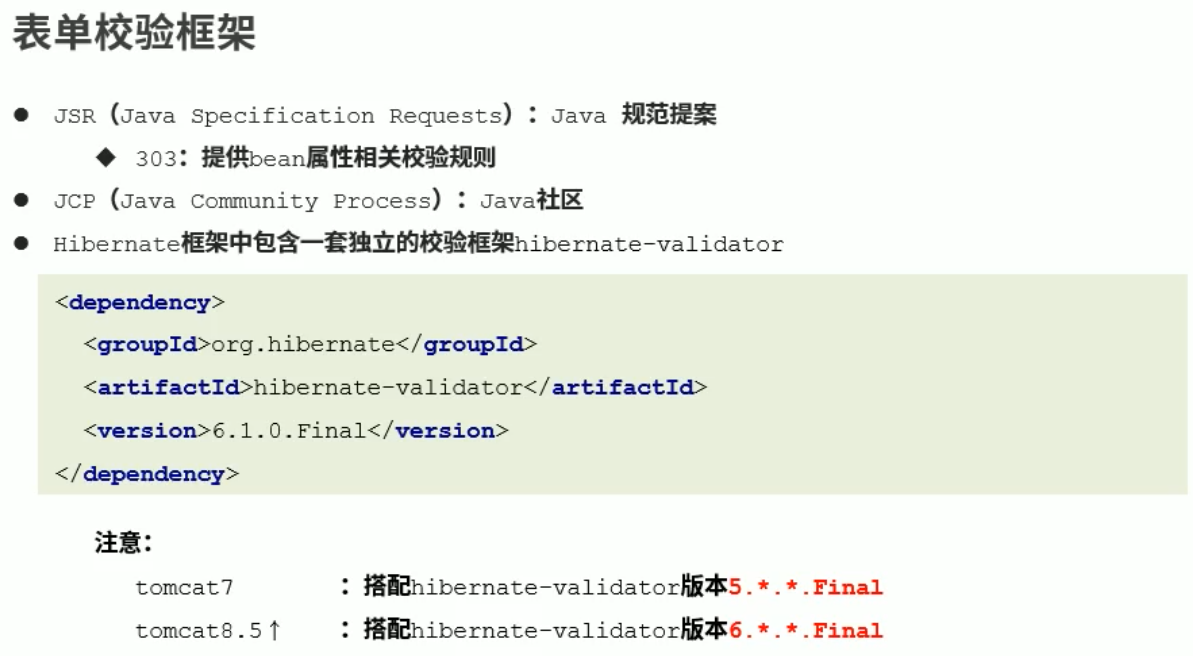 表单校验框架
● JSR（Java Specification Requests）：Java 规范提案
◆ 303：提供bean属性相关校验规则
● JCP（Java Community Process）：Java社区
● Hibernate框架中包含一套独立的校验框架hibernate-validator
<dependency>
<groupId>org.hibernate</groupId>
<artifactId>hibernate-validator</artifactId>
<version>6.1.0.Final</version>
</dependency>
注意：
tomcat7 ：搭配hibernate-validator版本5.*.*.Final
tomcat8.5↑ ：搭配hibernate-validator版本6.*.*.Final